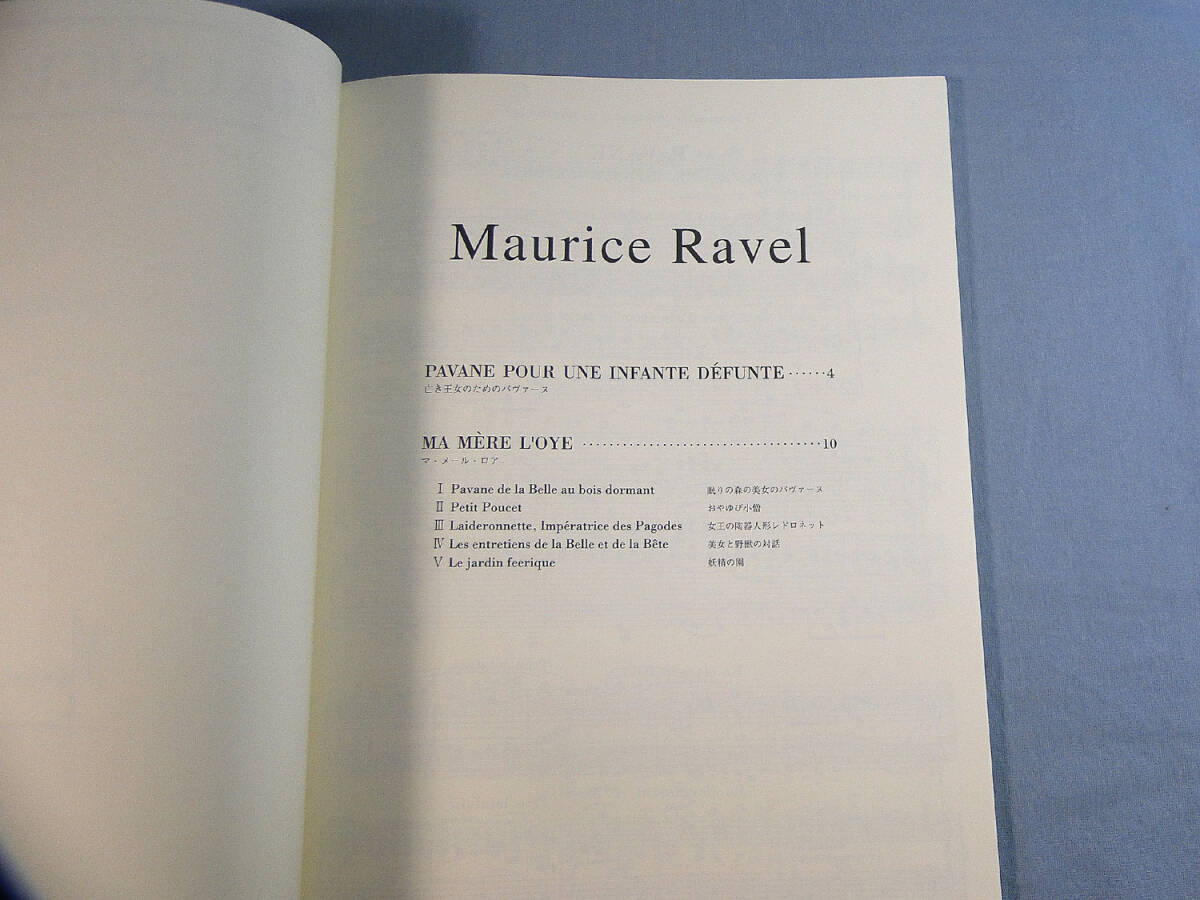 Maurice Ravel
PAVANE POUR UNE INFANTE DÉFUNTE ······4
亡き王女のためのパヴァーヌ
MA MÈRE L'OYE ····································10
マ・メール・ロア
Ⅰ Pavane de la Belle au bois dormant 眠りの森の美女のパヴァーヌ
Ⅱ Petit Poucet おやゆび小僧
Ⅲ Laideronnette, Impératrice des Pagodes 女王の陶器人形レドロネット
Ⅳ Les entretiens de la Belle et de la Bête 美女と野獣の対話
Ⅴ Le jardin feerique 妖精の園